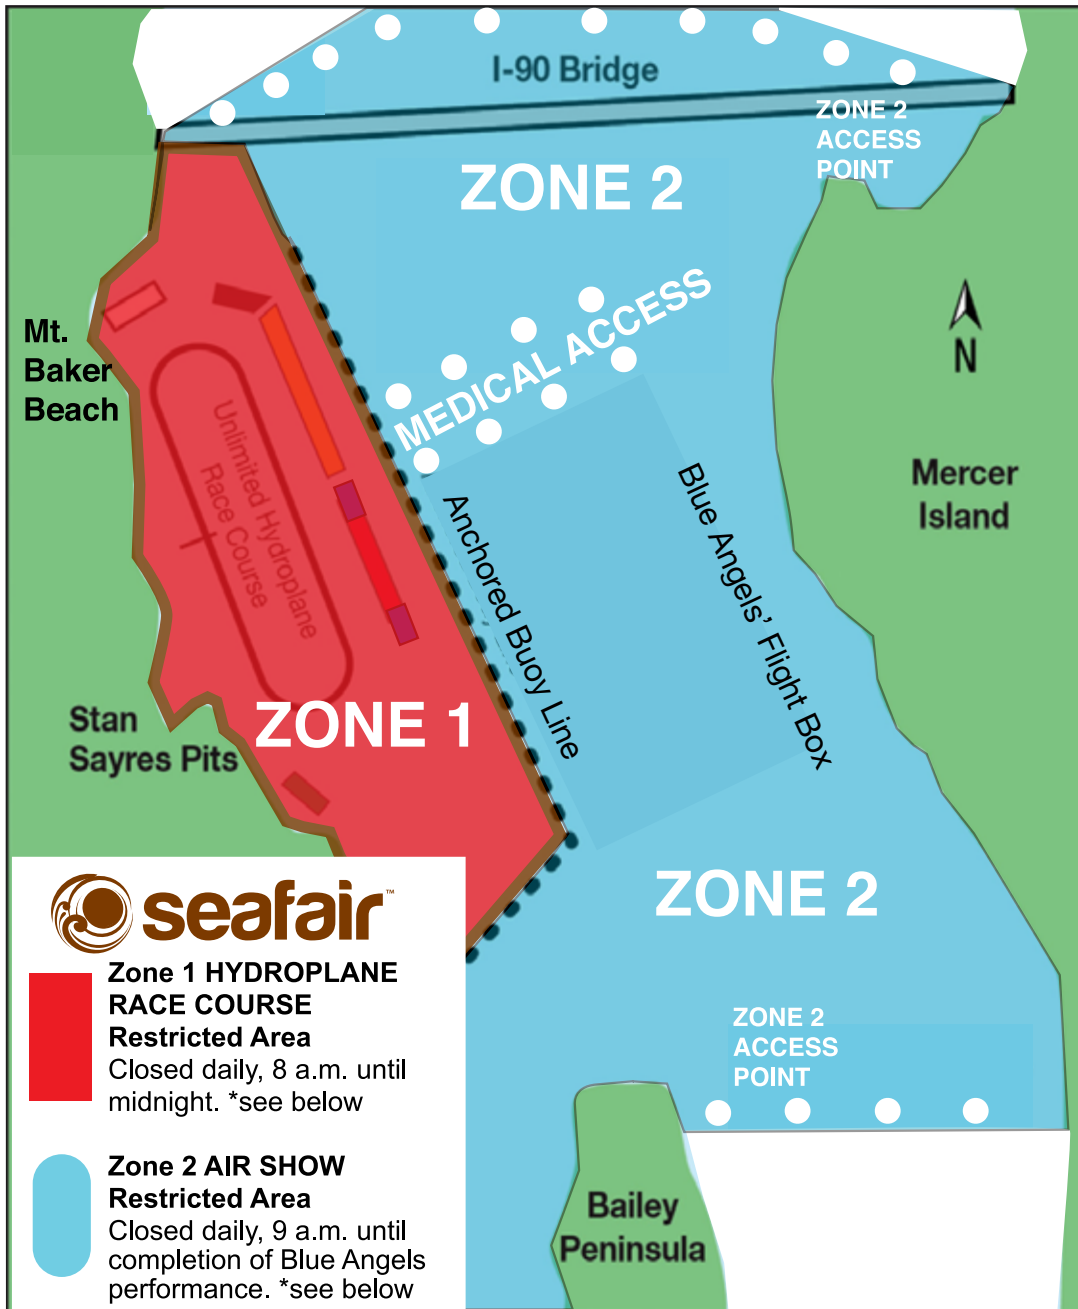 I-90 Bridge
ZONE 2
ACCESS
POINT
ZONE 2
MEDICAL ACCESS
Mt.
Baker
Beach
N
Mercer
Island
Unlimited Hydroplane
Race Course
Anchored Buoy Line
Blue Angels' Flight Box
Stan
Sayres Pits
ZONE 1
ZONE 2
seafair™
Zone 1 HYDROPLANE
RACE COURSE
Restricted Area
Closed daily, 8 a.m. until
midnight. *see below
Zone 2 AIR SHOW
Restricted Area
Closed daily, 9 a.m. until
completion of Blue Angels
performance. *see below
ZONE 2
ACCESS
POINT
Bailey
Peninsula